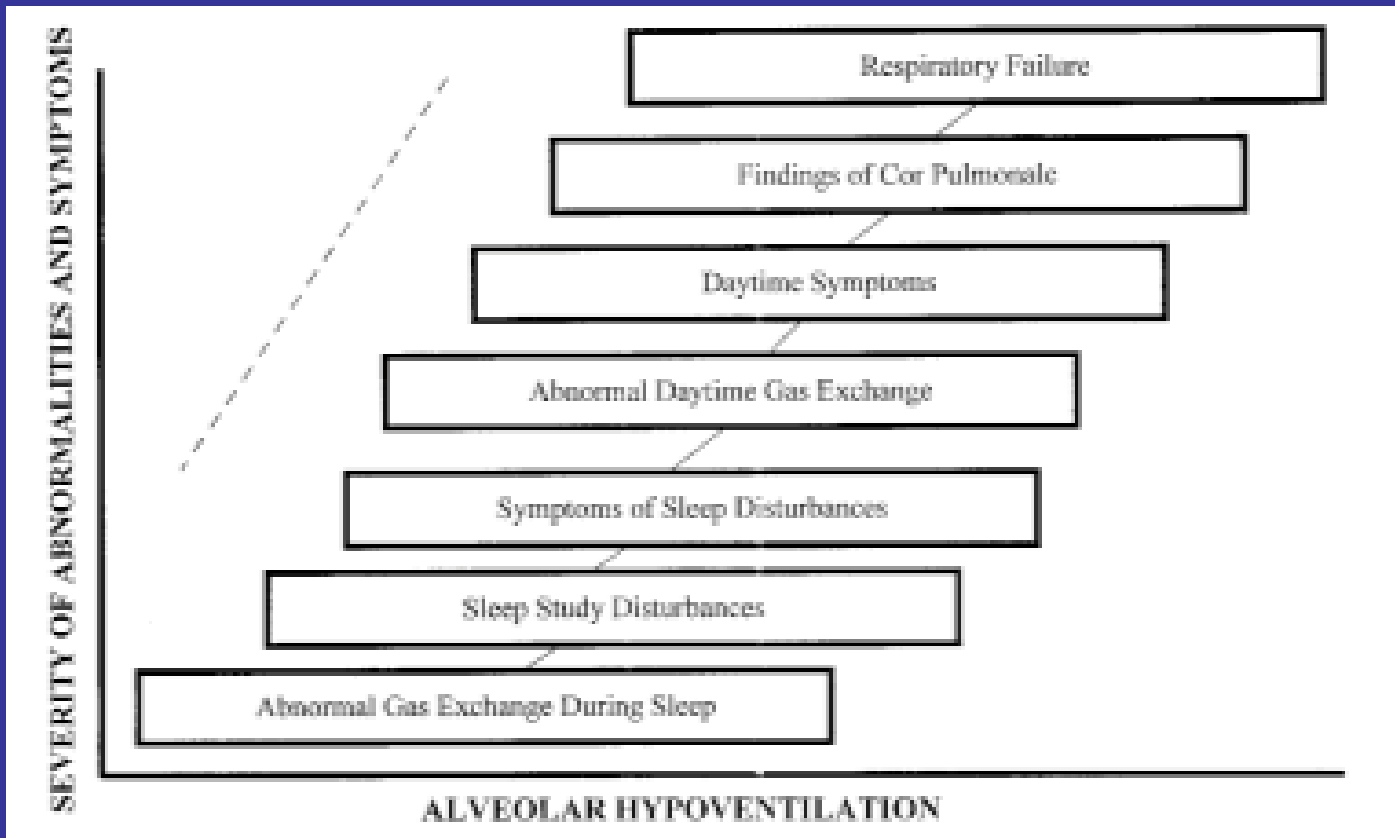 SEVERITY OF ABNORMALITIES AND SYMPTOMS
Respiratory Failure
Findings of Cor Pulmonale
Daytime Symptoms
Abnormal Daytime Gas Exchange
Symptoms of Sleep Disturbances
Sleep Study Disturbances
Abnormal Gas Exchange During Sleep
ALVEOLAR HYPOVENTILATION